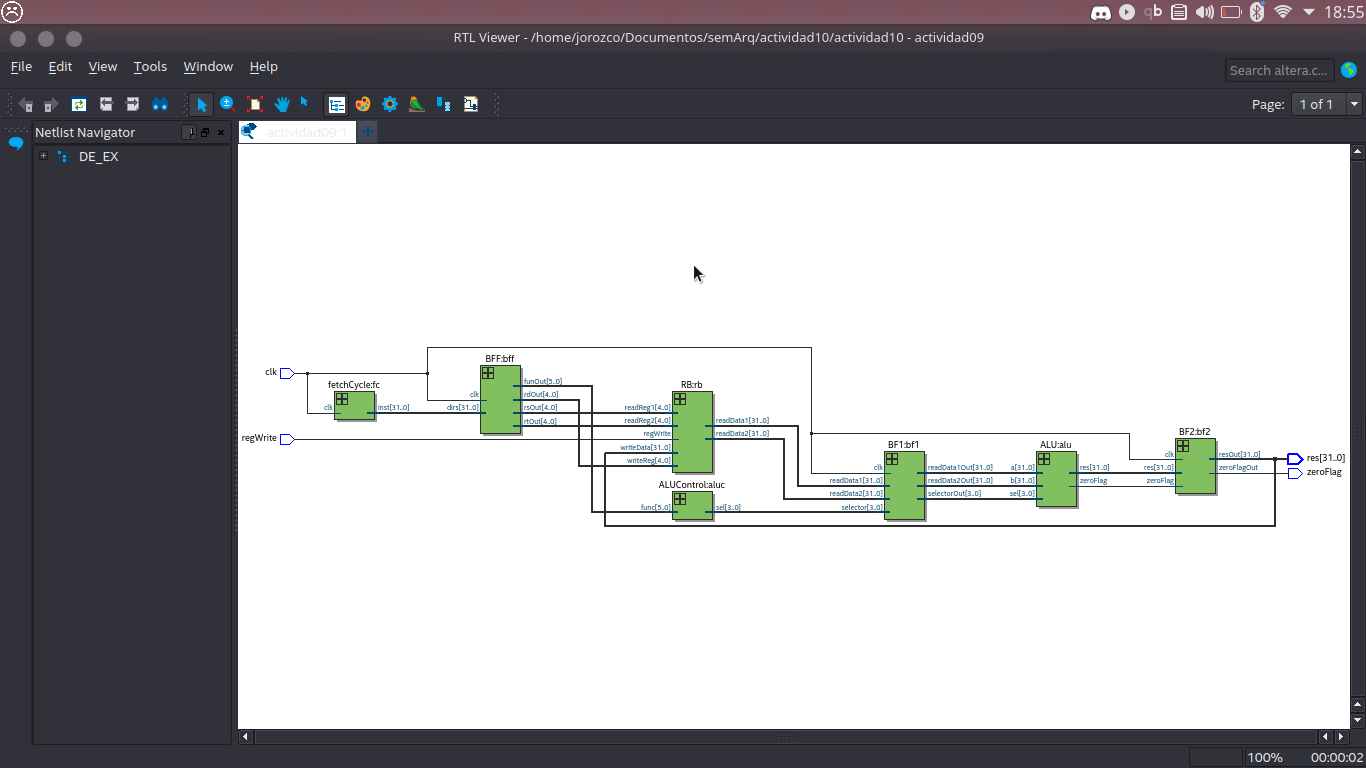 qb
18:55
RTL Viewer - /home/jorozco/Documentos/semArq/actividad10/actividad10 - actividad09
File Edit View Tools Window Help
Search altera.c...
Page: 1 of 1
Netlist Navigator
actividad09:1
DE_EX
BFF:bff
clk
fetchCycle:fc
RB:rb
funOut[5..0]
clk
rdOut[4..0]
clk
inst[31..0]
dirs[31..0]
rsOut[4..0]
readReg1[4..0]
rtOut[4..0]
readReg2[4..0]
readData1[31..0]
regWrite
regWrite
readData2[31..0]
BF2:bf2
writeData[31..0]
BF1:bf1
ALU:alu
writeReg[4..0]
clk
resOut[31..0]
res[31..0]
clk
readData1Out[31..0]
a[31..0]
res[31..0]
res[31..0]
zeroFlagOut
zeroFlag
ALUControl:aluc
readData1[31..0]
readData2Out[31..0]
b[31..0]
zeroFlag
zeroFlag
readData2[31..0]
selectorOut[3..0]
sel[3..0]
func[5..0]
sel[3..0]
selector[3..0]
100%
00:00:02